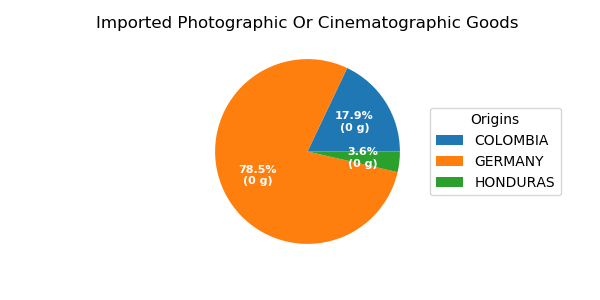 Imported Photographic Or Cinematographic Goods
17.9%
(0 g)
3.6%
(0 g)
78.5%
(0 g)
Origins
COLOMBIA
GERMANY
HONDURAS